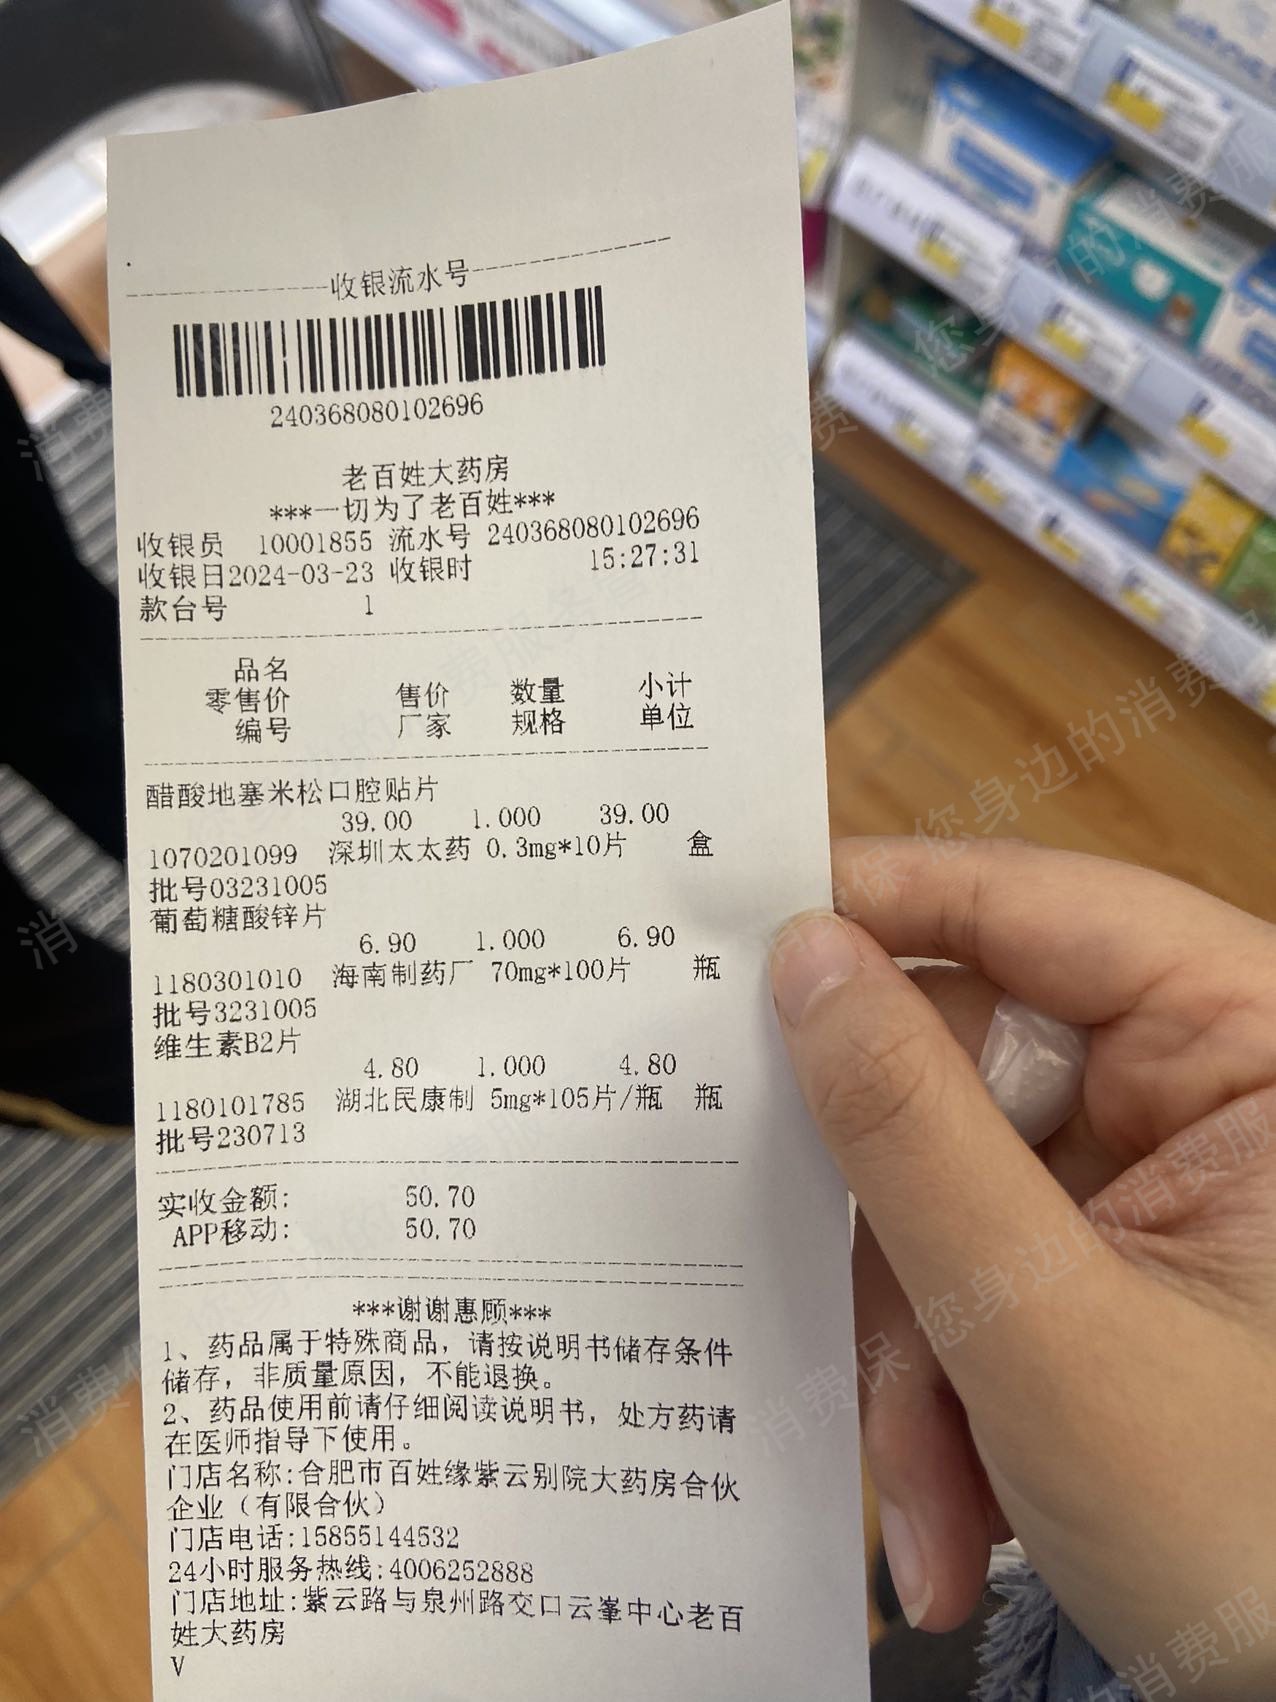 收银流水号
240368080102696
老百姓大药房
***一切为了老百姓***
收银员 10001855 流水号 240368080102696
收银日2024-03-23 收银时 15:27:31
款台号 1
品名
零售价 售价 数量 小计
编号 厂家 规格 单位
醋酸地塞米松口腔贴片
39.00 1.000 39.00
1070201099 深圳太太药 0.3mg*10片 盒
批号03231005
葡萄糖酸锌片
6.90 1.000 6.90
1180301010 海南制药厂 70mg*100片 瓶
批号3231005
维生素B2片
4.80 1.000 4.80
1180101785 湖北民康制 5mg*105片/瓶 瓶
批号230713
实收金额: 50.70
APP移动: 50.70
***谢谢惠顾***
1、药品属于特殊商品，请按说明书储存条件
储存，非质量原因，不能退换。
2、药品使用前请仔细阅读说明书，处方药请
在医师指导下使用。
门店名称:合肥市百姓缘紫云别院大药房合伙
企业（有限合伙）
门店电话:15855144532
24小时服务热线:4006252888
门店地址:紫云路与泉州路交口云峯中心老百
姓大药房
V
消费保 您身边的消费服